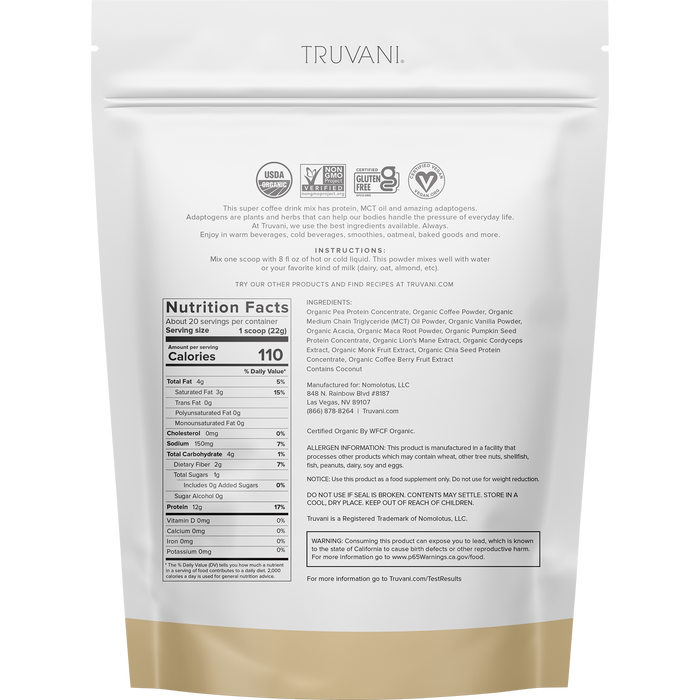 TRUVANI®
USDA
ORGANIC
NON
GMO
Project
VERIFIED
nongmoproject.org
CERTIFIED
GLUTEN
FREE
CERTIFIED VEGAN
VEGAN.ORG
This super coffee drink mix has protein, MCT oil and amazing adaptogens.
Adaptogens are plants and herbs that can help our bodies handle the pressure of everyday life.
At Truvani, we use the best ingredients available. Always.
Enjoy in warm beverages, cold beverages, smoothies, oatmeal, baked goods and more.
INSTRUCTIONS:
Mix one scoop with 8 fl oz of hot or cold liquid. This powder mixes well with water
or your favorite kind of milk (dairy, oat, almond, etc).
TRY OUR OTHER PRODUCTS AND FIND RECIPES AT TRUVANI.COM
Nutrition Facts
About 20 servings per container
Serving size 1 scoop (22g)
Amount per serving
Calories 110
% Daily Value*
Total Fat 4g 5%
Saturated Fat 3g 15%
Trans Fat 0g
Polyunsaturated Fat 0g
Monounsaturated Fat 0g
Cholesterol 0mg 0%
Sodium 150mg 7%
Total Carbohydrate 4g 1%
Dietary Fiber 2g 7%
Total Sugars 1g
Includes 0g Added Sugars 0%
Sugar Alcohol 0g
Protein 12g 17%
Vitamin D 0mg 0%
Calcium 0mg 0%
Iron 0mg 0%
Potassium 0mg 0%
* The % Daily Value (DV) tells you how much a nutrient
in a serving of food contributes to a daily diet. 2,000
calories a day is used for general nutrition advice.
INGREDIENTS:
Organic Pea Protein Concentrate, Organic Coffee Powder, Organic
Medium Chain Triglyceride (MCT) Oil Powder, Organic Vanilla Powder,
Organic Acacia, Organic Maca Root Powder, Organic Pumpkin Seed
Protein Concentrate, Organic Lion's Mane Extract, Organic Cordyceps
Extract, Organic Monk Fruit Extract, Organic Chia Seed Protein
Concentrate, Organic Coffee Berry Fruit Extract
Contains Coconut
Manufactured for: Nomolotus, LLC
848 N. Rainbow Blvd #8187
Las Vegas, NV 89107
(866) 878-8264 | Truvani.com
Certified Organic By WFCF Organic.
ALLERGEN INFORMATION: This product is manufactured in a facility that
processes other products which may contain wheat, other tree nuts, shellfish,
fish, peanuts, dairy, soy and eggs.
NOTICE: Use this product as a food supplement only. Do not use for weight reduction.
DO NOT USE IF SEAL IS BROKEN. CONTENTS MAY SETTLE. STORE IN A
COOL, DRY PLACE. KEEP OUT OF REACH OF CHILDREN.
Truvani is a Registered Trademark of Nomolotus, LLC.
WARNING: Consuming this product can expose you to lead, which is known
to the state of California to cause birth defects or other reproductive harm.
For more information go to www.p65Warnings.ca.gov/food.
For more information go to Truvani.com/TestResults